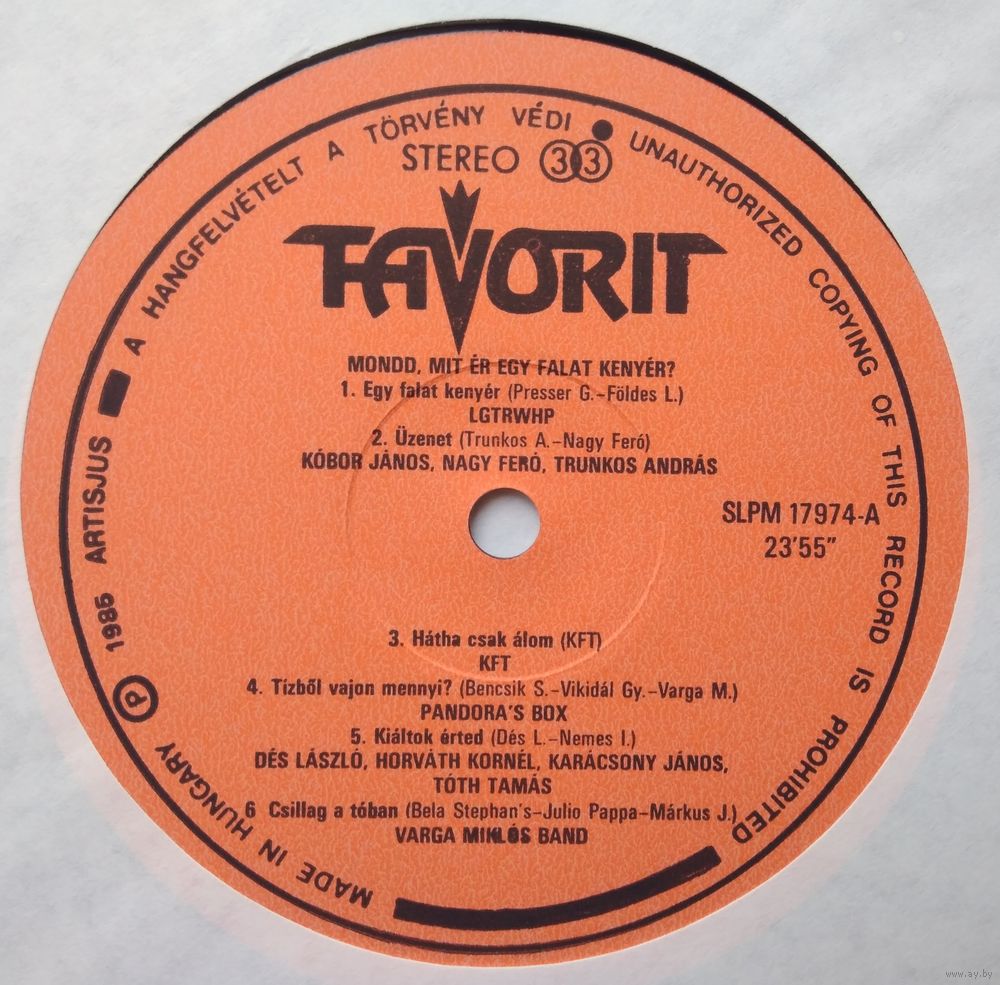 A HANGFELVÉTELT A TÖRVÉNY VÉDI • UNAUTHORIZED COPYING OF THIS RECORD IS PROHIBITED
STEREO 33
FAVORIT
MONDD, MIT ÉR EGY FALAT KENYÉR?
1. Egy falat kenyér (Presser G.-Földes L.)
LGTRWHP
2. Üzenet (Trunkos A.-Nagy Feró)
KÓBOR JÁNOS, NAGY FERÓ, TRUNKOS ANDRÁS
SLPM 17974-A
23'55"
3. Hátha csak álom (KFT)
KFT
4. Tízből vajon mennyi? (Bencsik S.-Vikidál Gy.-Varga M.)
PANDORA'S BOX
5. Kiáltok érted (Dés L.-Nemes I.)
DÉS LÁSZLÓ, HORVÁTH KORNÉL, KARÁCSONY JÁNOS,
TÓTH TAMÁS
6 Csillag a tóban (Bela Stephan's-Julio Pappa-Márkus J.)
VARGA MIKLÓS BAND
MADE IN HUNGARY Ⓟ 1985 ARTISJUS
www.ay.by